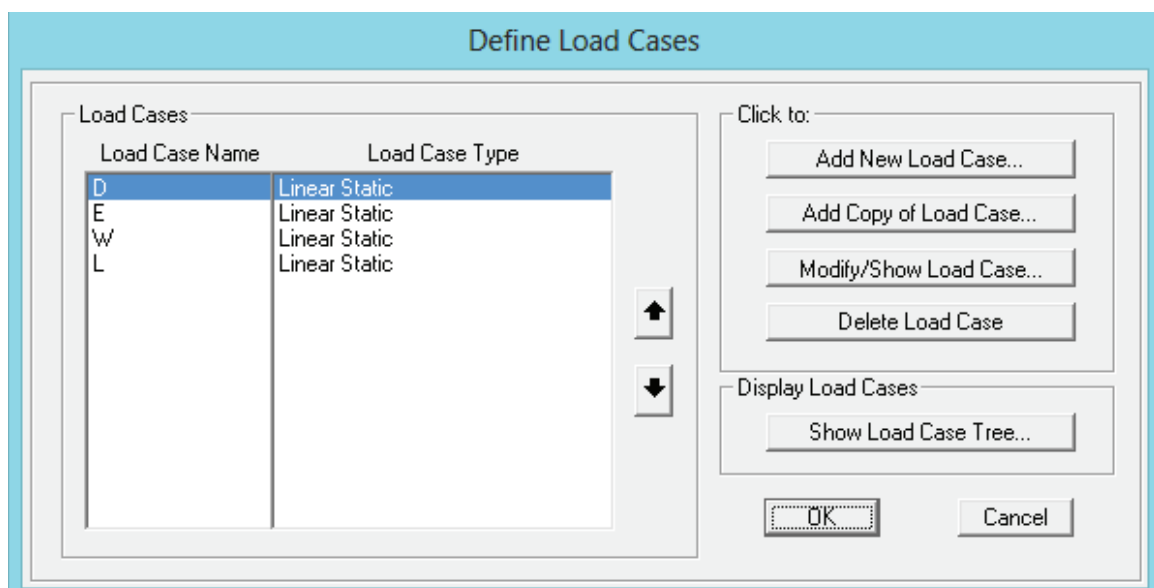 Define Load Cases
Load Cases
Load Case Name Load Case Type
D Linear Static
E Linear Static
W Linear Static
L Linear Static
Click to:
Add New Load Case...
Add Copy of Load Case...
Modify/Show Load Case...
Delete Load Case
Display Load Cases
Show Load Case Tree...
OK Cancel